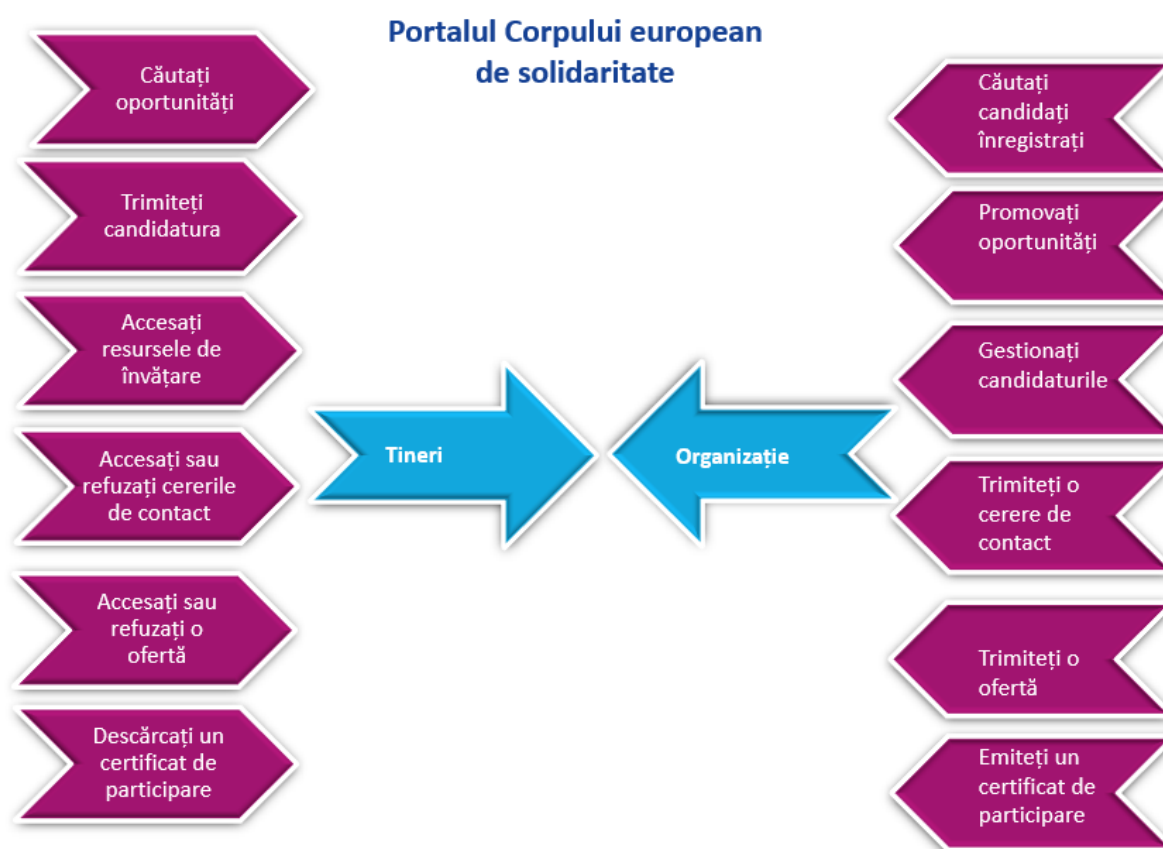 Portalul Corpului european
de solidaritate
Căutați
oportunități
Trimiteți
candidatura
Accesați
resursele de
învățare
Accesați sau
refuzați cererile
de contact
Accesați sau
refuzați o
ofertă
Descărcați un
certificat de
participare
Tineri
Organizație
Căutați
candidați
înregistrați
Promovați
oportunități
Gestionați
candidaturile
Trimiteți o
cerere de
contact
Trimiteți o
ofertă
Emiteți un
certificat de
participare